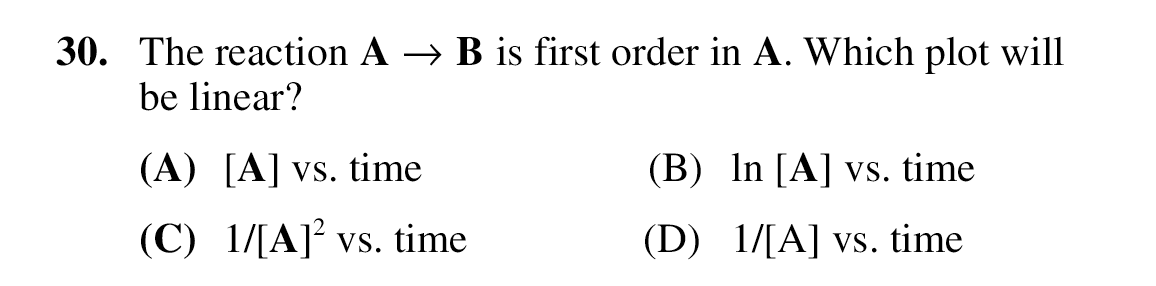 30. The reaction A → B is first order in A. Which plot will
be linear?
(A) [A] vs. time (B) ln [A] vs. time
(C) 1/[A]² vs. time (D) 1/[A] vs. time